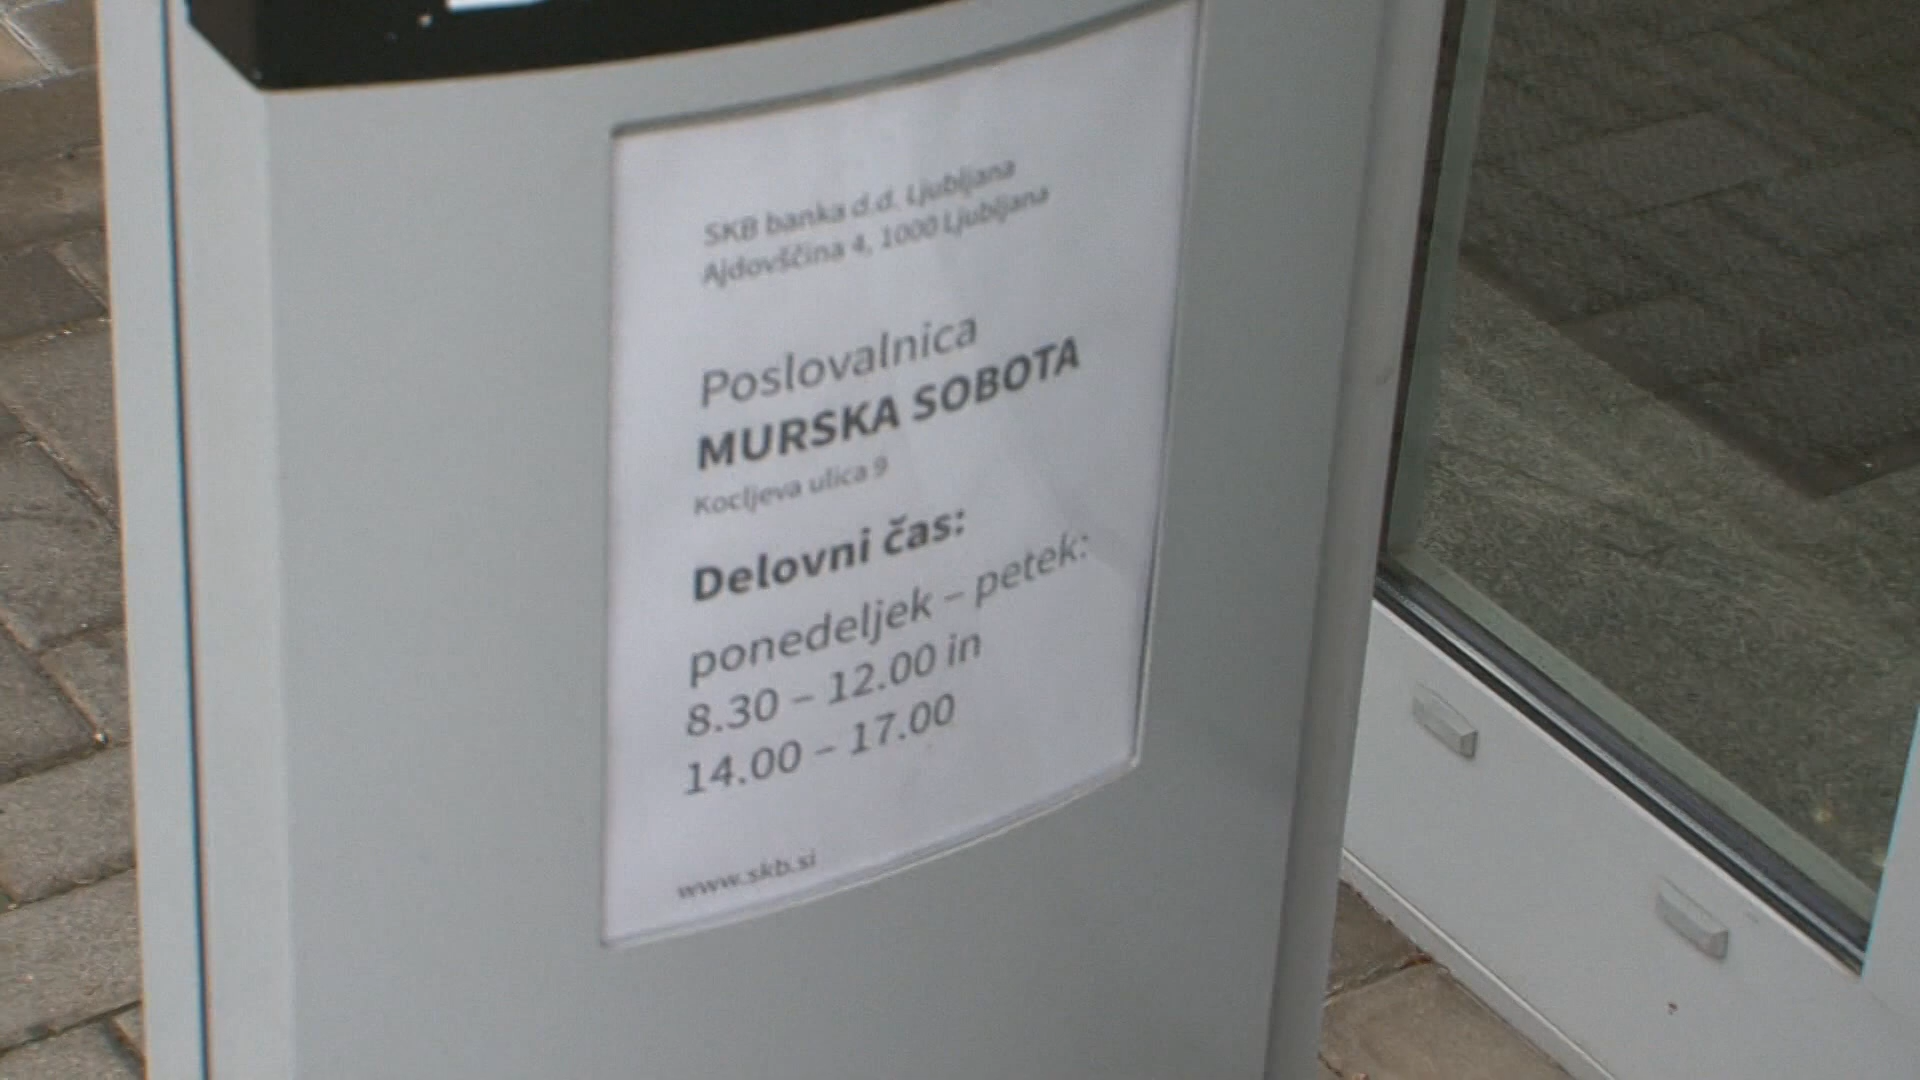 SKB banka d.d. Ljubljana
Ajdovščina 4, 1000 Ljubljana
Poslovalnica
MURSKA SOBOTA
Kocljeva ulica 9
Delovni čas:
ponedeljek – petek:
8.30 – 12.00 in
14.00 – 17.00
www.skb.si